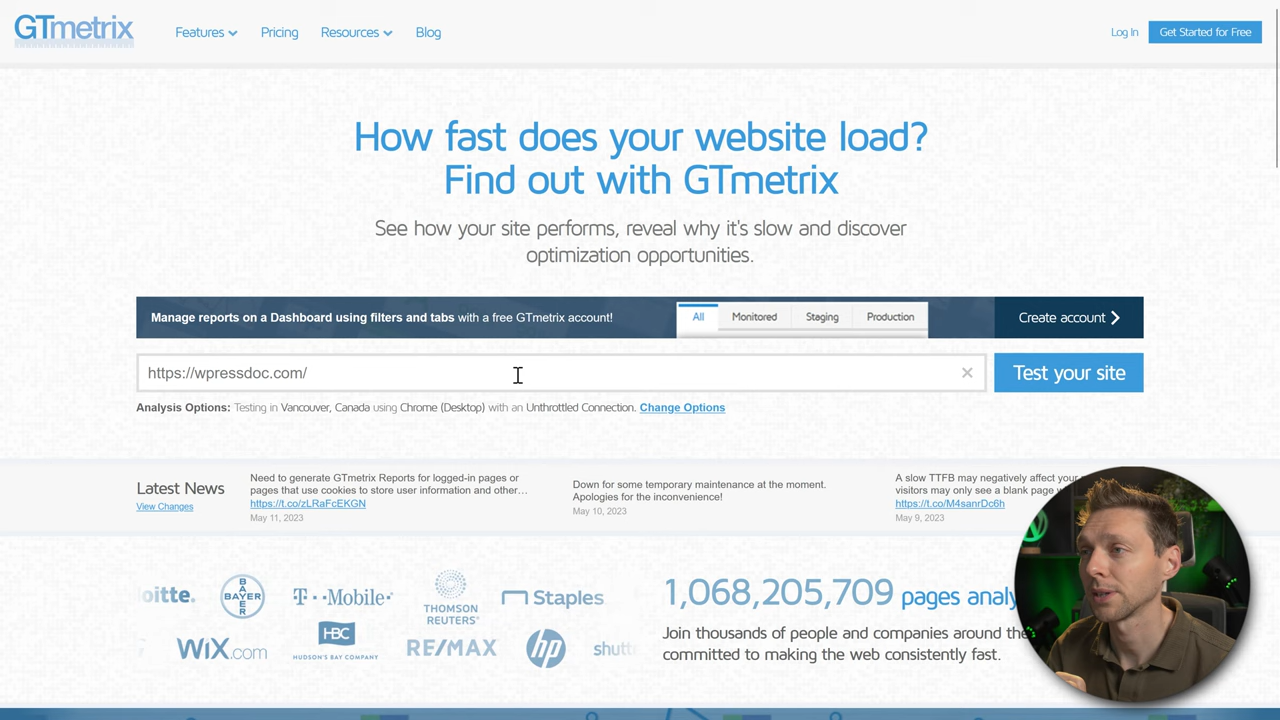 GTmetrix
Features
Pricing
Resources
Blog
Log In
Get Started for Free
How fast does your website load?
Find out with GTmetrix
See how your site performs, reveal why it's slow and discover
optimization opportunities.
Manage reports on a Dashboard using filters and tabs with a free GTmetrix account!
All
Monitored
Staging
Production
Create account
https://wpressdoc.com/
Test your site
Analysis Options: Testing in Vancouver, Canada using Chrome (Desktop) with an Unthrottled Connection. Change Options
Latest News
View Changes
Need to generate GTmetrix Reports for logged-in pages or
pages that use cookies to store user information and other…
https://t.co/zLRaFcEKGN
May 11, 2023
Down for some temporary maintenance at the moment.
Apologies for the inconvenience!
May 10, 2023
A slow TTFB may negatively affect your
visitors may only see a blank page
https://t.co/M4sanrDc6h
May 9, 2023
oitte.
BAYER
BAYER
T··Mobile·
THOMSON
REUTERS
Staples
WiX.com
HBC
HUDSON'S BAY COMPANY
RE/MAX
hp
shutt
1,068,205,709 pages analy
Join thousands of people and companies around the
committed to making the web consistently fast.